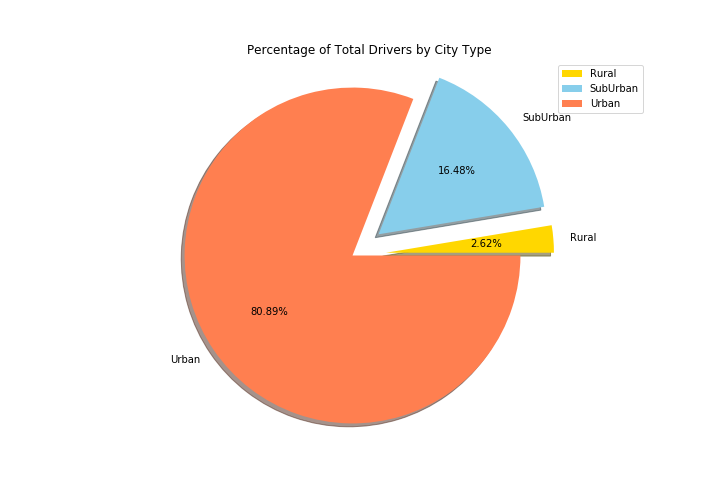 Percentage of Total Drivers by City Type
Rural
SubUrban
Urban
SubUrban
16.48%
Rural
2.62%
80.89%
Urban